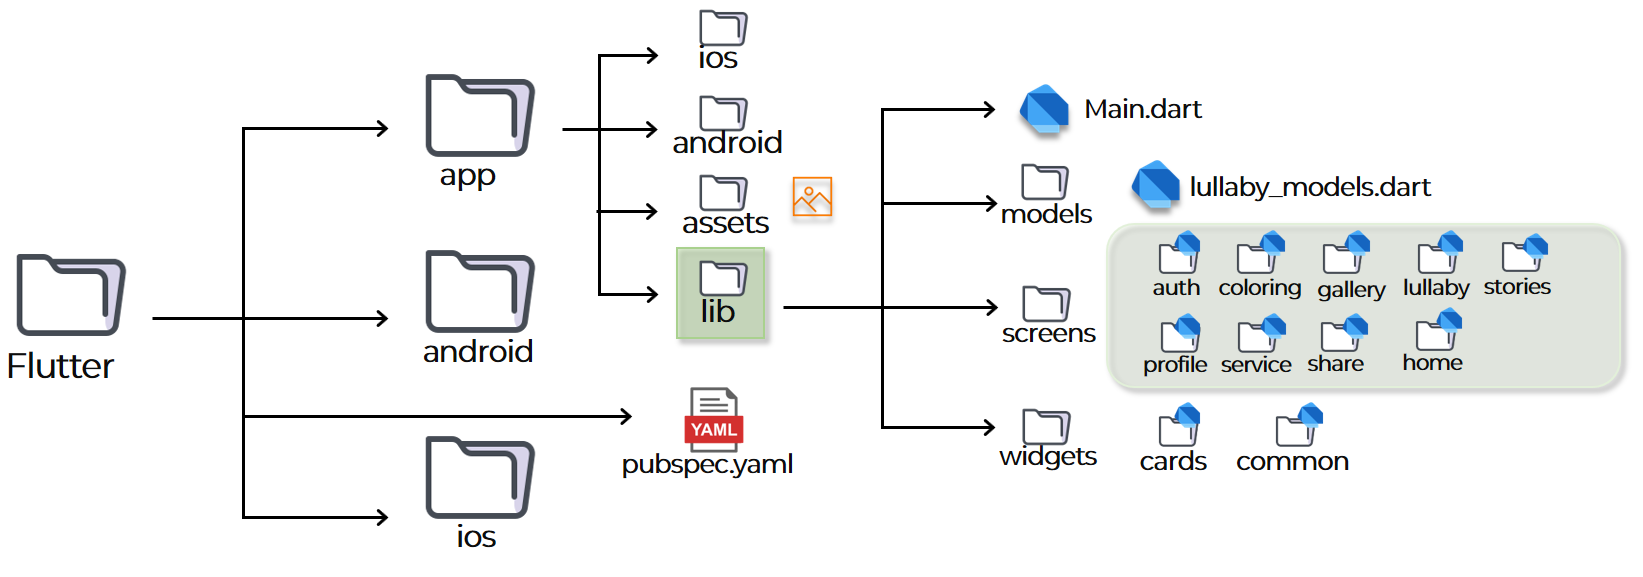 Flutter
app
android
ios
YAML
pubspec.yaml
ios
android
assets
lib
Main.dart
models
lullaby_models.dart
screens
auth
coloring
gallery
lullaby
stories
profile
service
share
home
widgets
cards
common